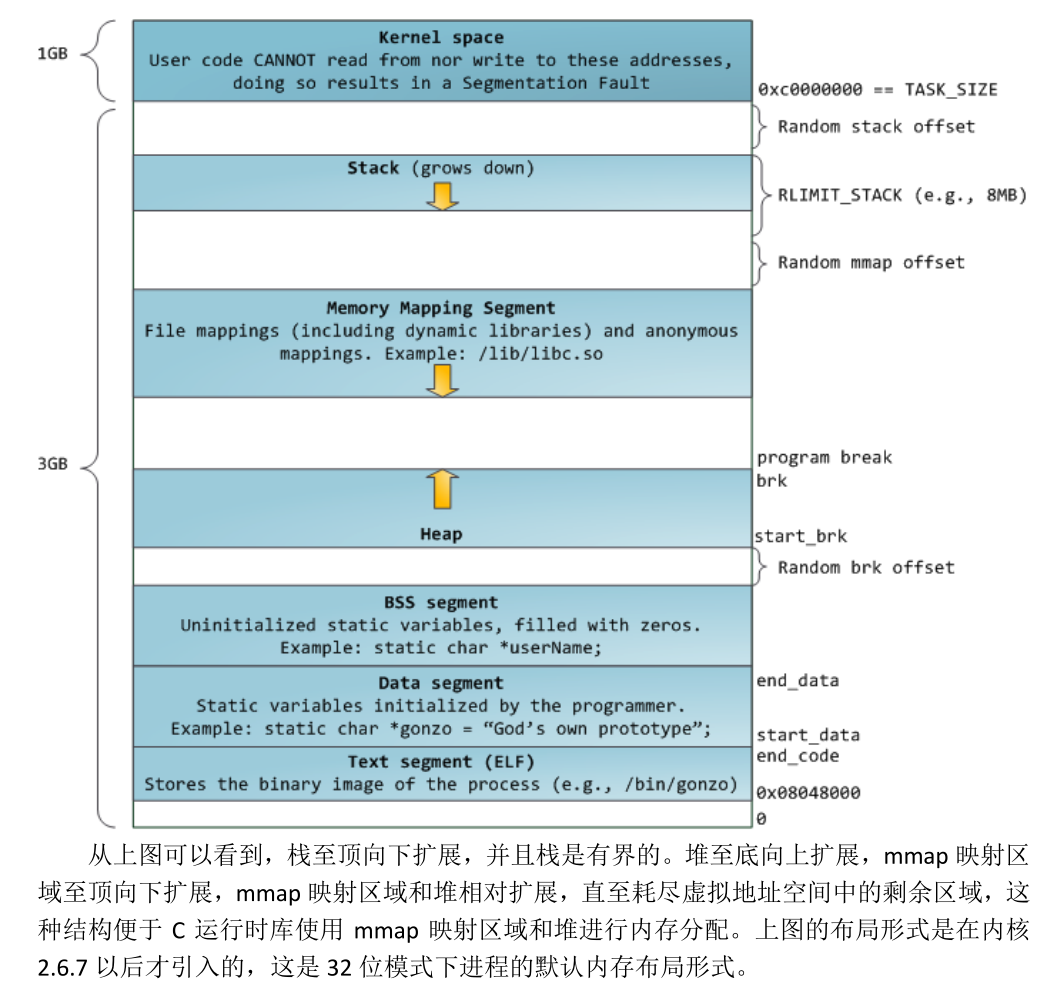 Kernel space
1GB
User code CANNOT read from nor write to these addresses,
doing so results in a Segmentation Fault
0xc0000000 == TASK_SIZE
Random stack offset
Stack (grows down)
RLIMIT_STACK (e.g., 8MB)
Random mmap offset
Memory Mapping Segment
File mappings (including dynamic libraries) and anonymous
mappings. Example: /lib/libc.so
3GB
program break
brk
Heap
start_brk
Random brk offset
BSS segment
Uninitialized static variables, filled with zeros.
Example: static char *userName;
Data segment
end_data
Static variables initialized by the programmer.
Example: static char *gonzo = “God’s own prototype”;
start_data
end_code
Text segment (ELF)
Stores the binary image of the process (e.g., /bin/gonzo)
0x08048000
0
从上图可以看到，栈至顶向下扩展，并且栈是有界的。堆至底向上扩展，mmap 映射区
域至顶向下扩展，mmap 映射区域和堆相对扩展，直至耗尽虚拟地址空间中的剩余区域，这
种结构便于 C 运行时库使用 mmap 映射区域和堆进行内存分配。上图的布局形式是在内核
2.6.7 以后才引入的，这是 32 位模式下进程的默认内存布局形式。